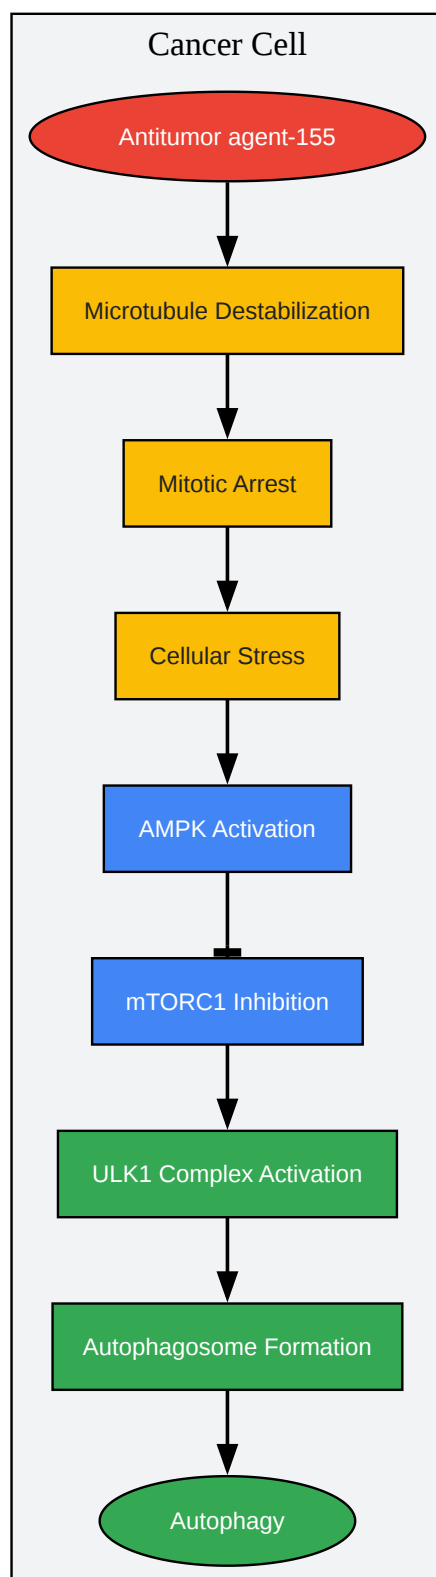 Cancer Cell
Antitumor agent-155
Microtubule Destabilization
Mitotic Arrest
Cellular Stress
AMPK Activation
mTORC1 Inhibition
ULK1 Complex Activation
Autophagosome Formation
Autophagy